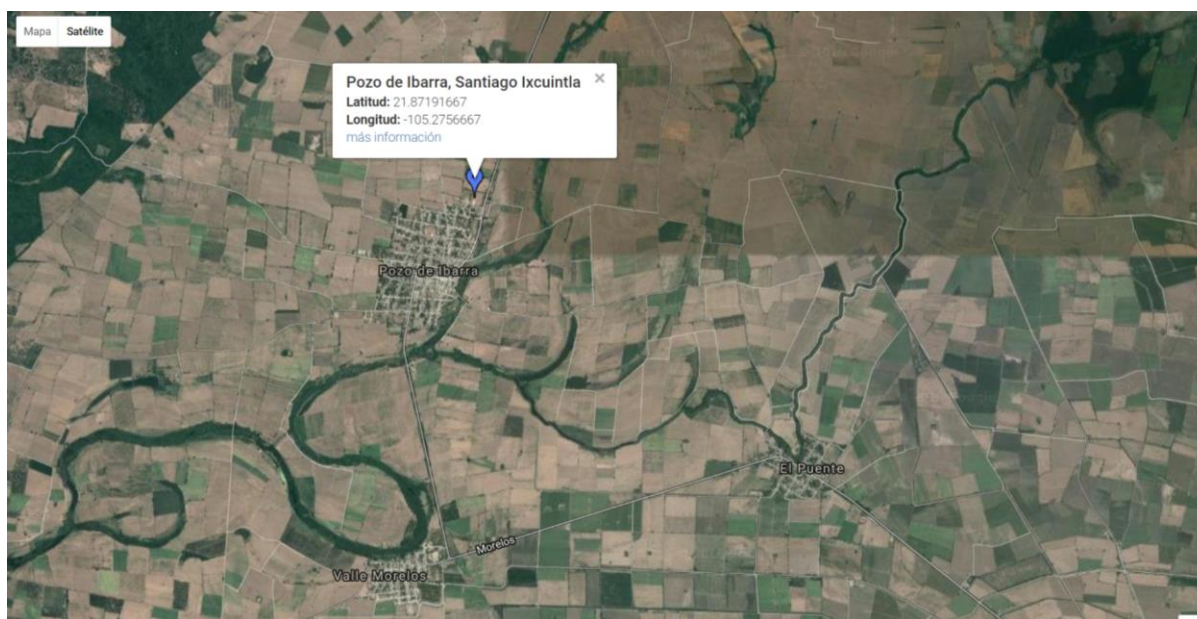 Mapa Satélite
Pozo de Ibarra, Santiago Ixcuintla
Latitud: 21.87191667
Longitud: -105.2756667
más información
Pozo de Ibarra
El Puente
Morelos
Valle Morelos